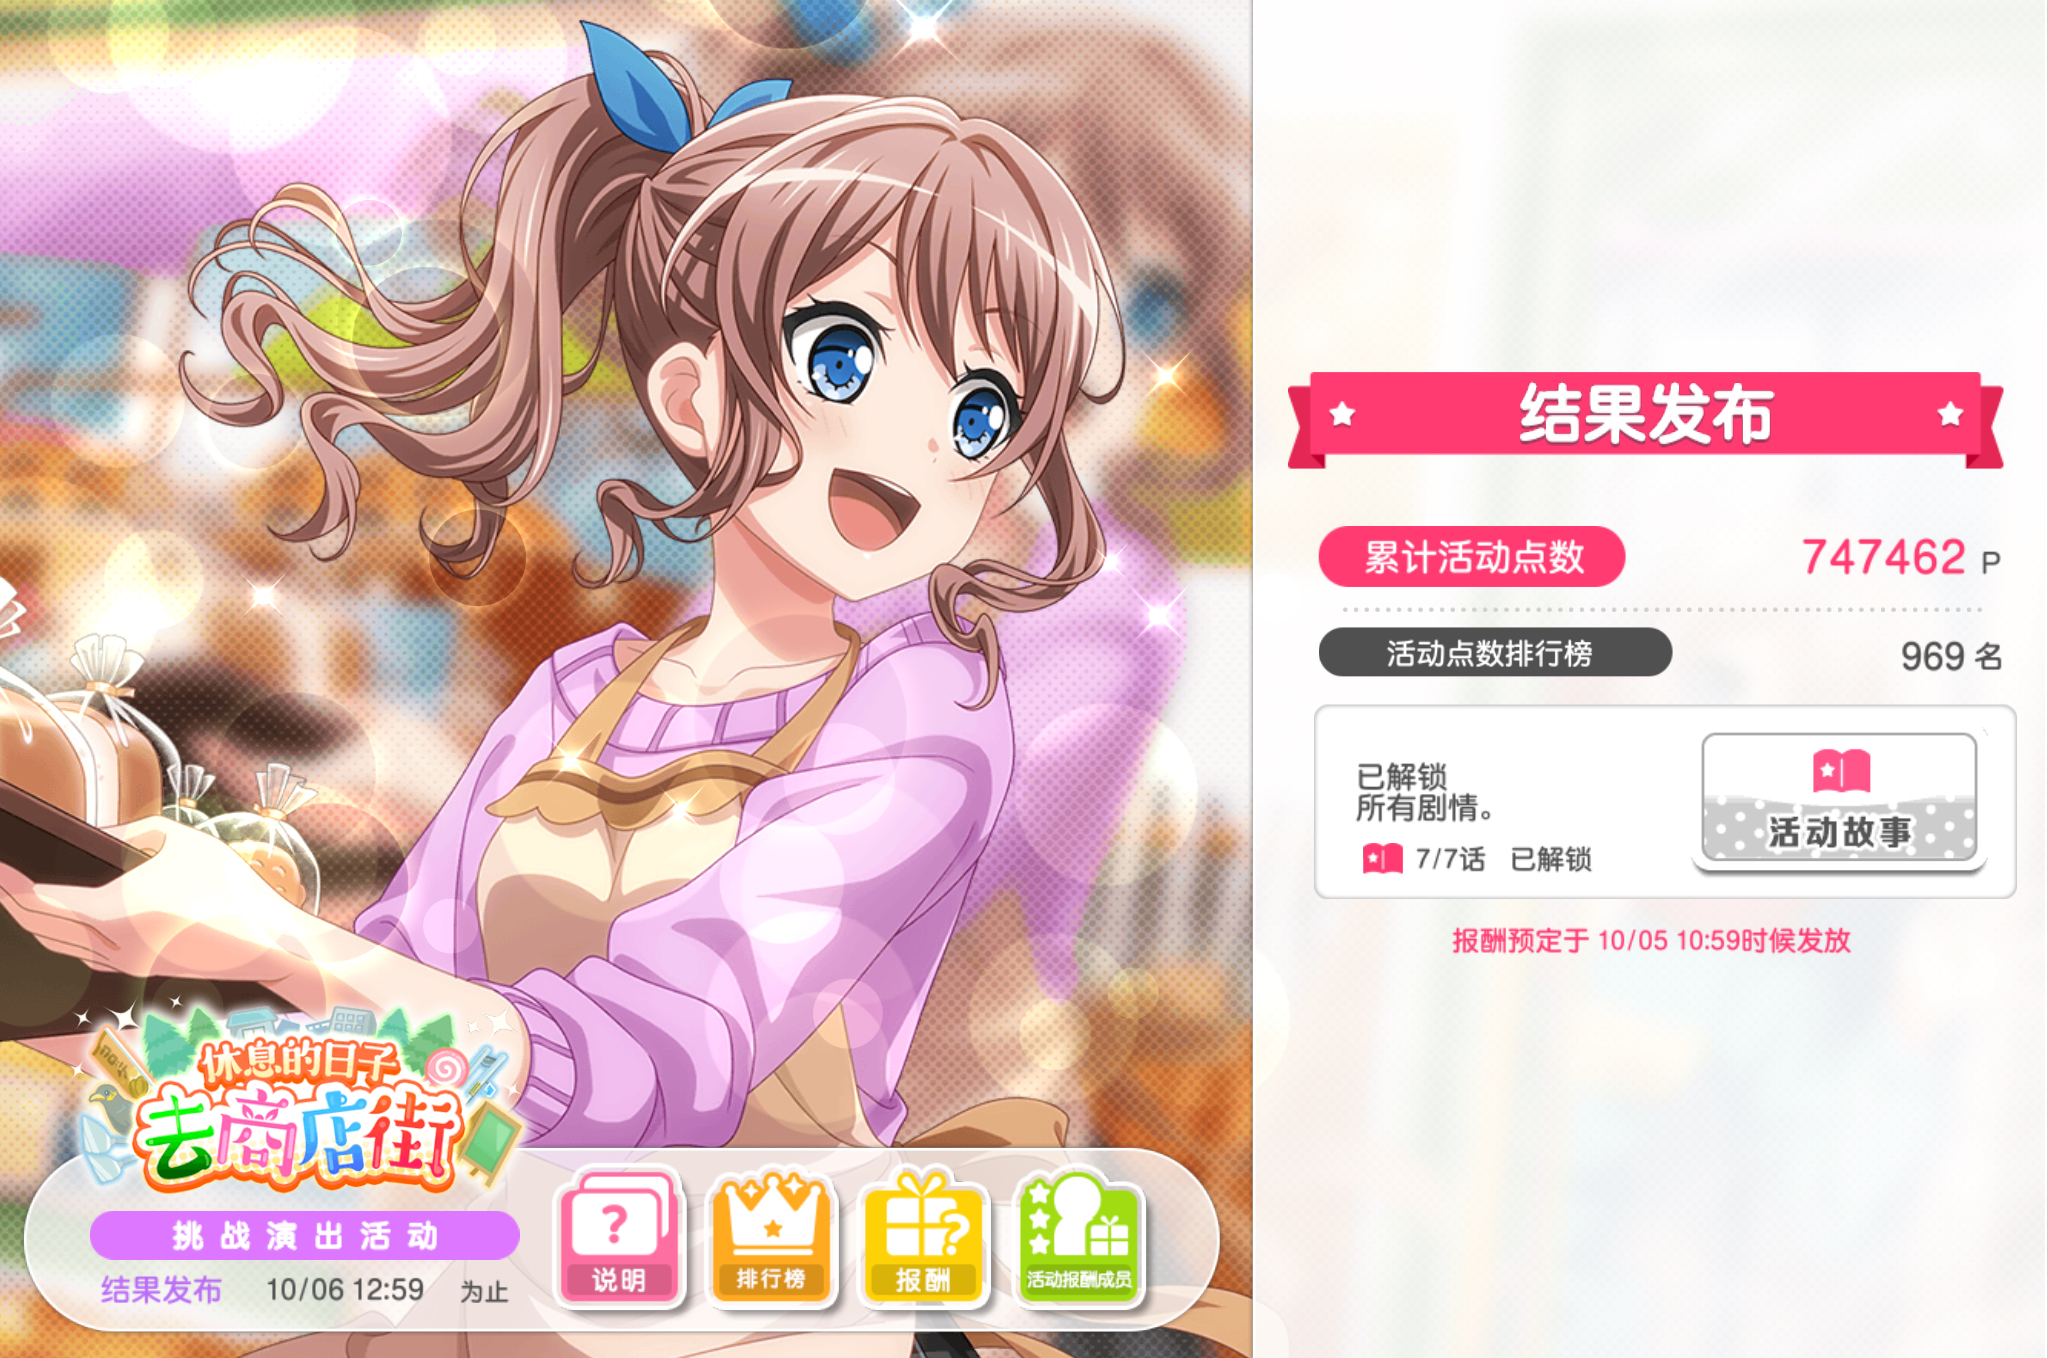 休息的日子
去商店街
挑战演出活动
结果发布 10/06 12:59 为止
?
说明
排行榜
?
报酬
活动报酬成员
结果发布
累计活动点数 747462 P
活动点数排行榜 969 名
已解锁
所有剧情。
7/7话 已解锁
活动故事
报酬预定于 10/05 10:59时候发放